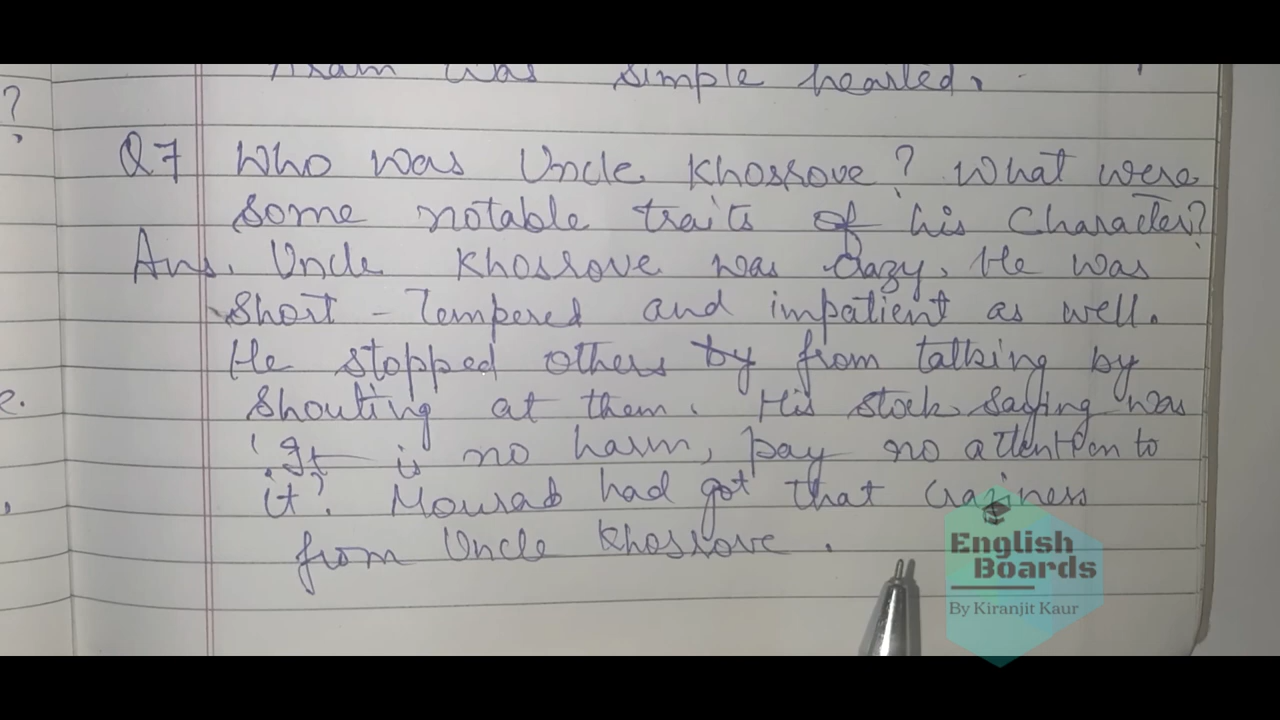 Aram was simple hearted.
?
Q7 Who was Uncle Khosrove? What were
some notable traits of his Character?
Ans. Uncle Khosrove was Crazy. He was
Short-Tempered and impatient as well.
He stopped others by from talking by
e. Shouting at them. His stock saying was
'It is no harm, pay no attention to
it'. Mourad had got that craziness
from Uncle Khosrove.
English
Boards
By Kiranjit Kaur